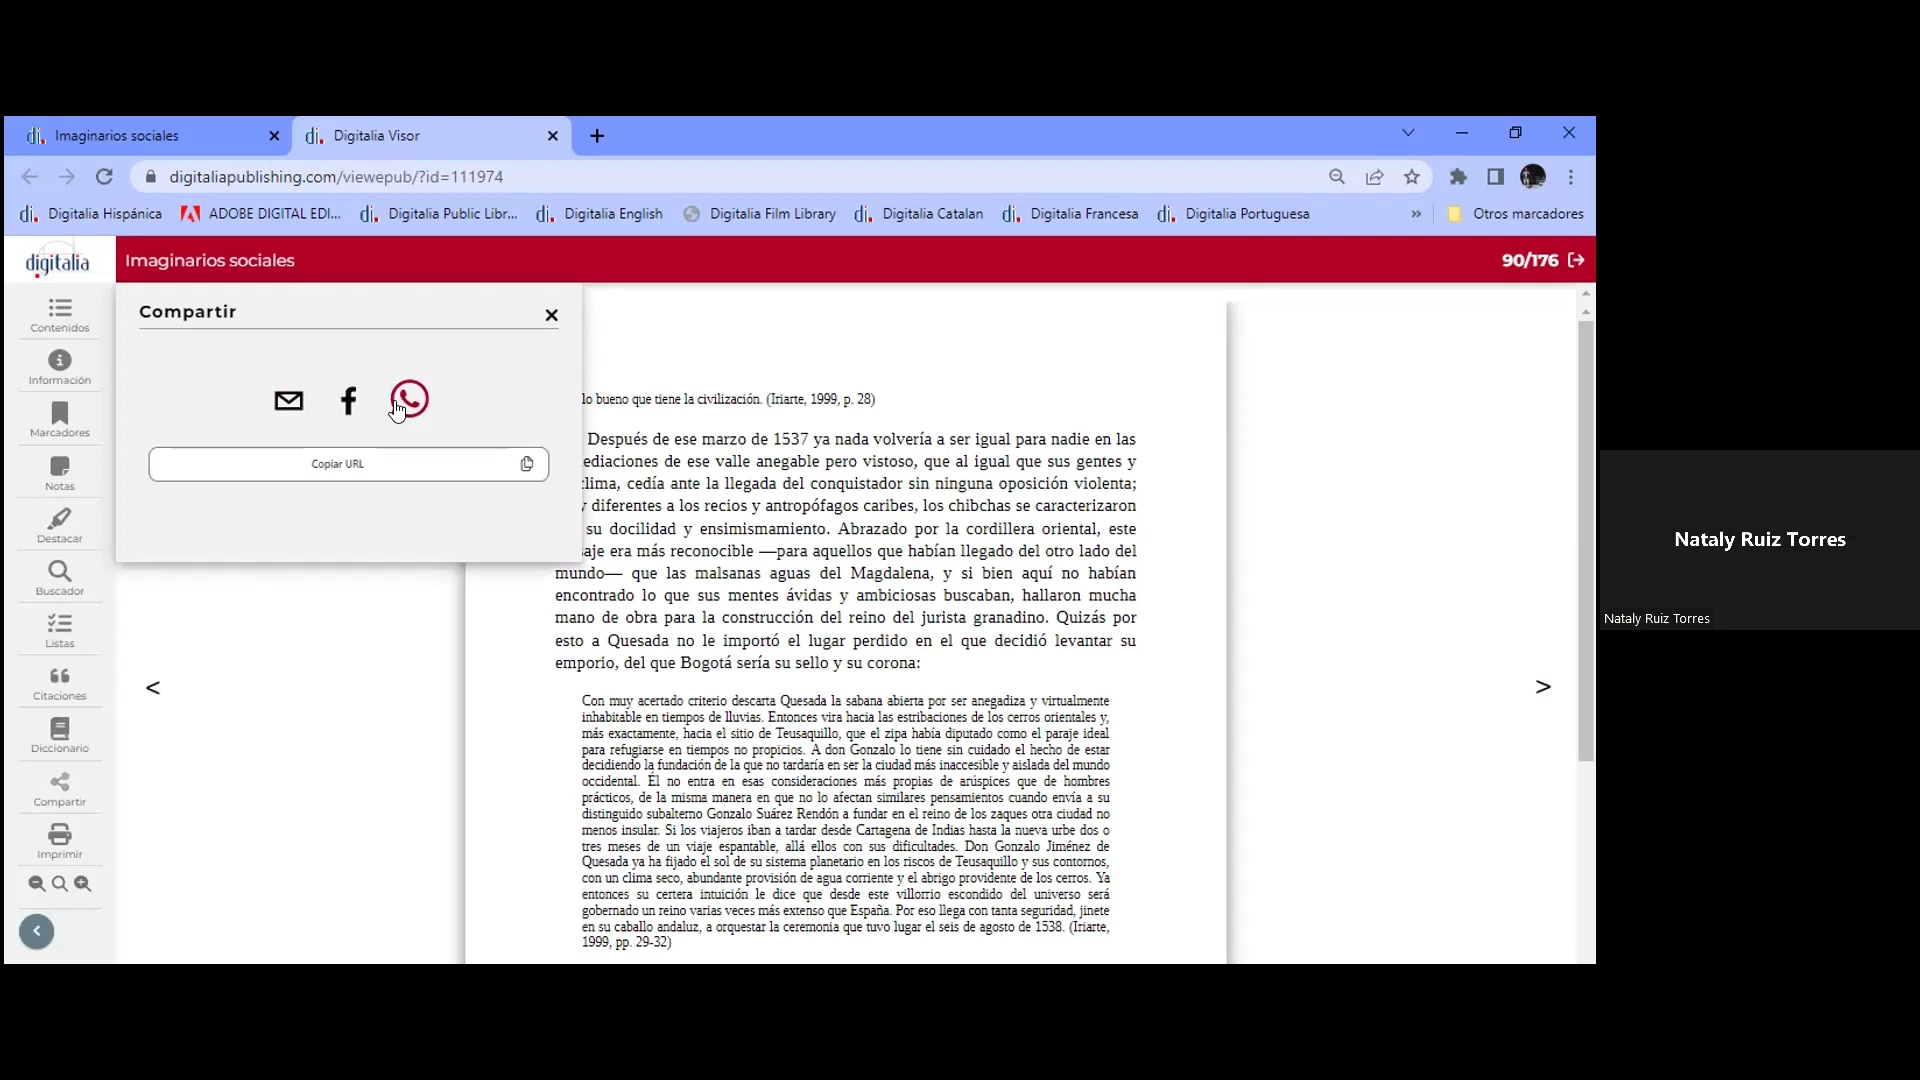 Imaginarios sociales
Digitalia Visor
digitaliapublishing.com/viewepub/?id=111974
Digitalia Hispánica
ADOBE DIGITAL EDI...
Digitalia Public Libr...
Digitalia English
Digitalia Film Library
Digitalia Catalan
Digitalia Francesa
Digitalia Portuguesa
»
Otros marcadores
digitalia
Imaginarios sociales
90/176
Contenidos
Información
Marcadores
Notas
Destacar
Buscador
Listas
Citaciones
Diccionario
Compartir
Imprimir
Compartir
Copiar URL
lo bueno que tiene la civilización. (Iriarte, 1999, p. 28)
Después de ese marzo de 1537 ya nada volvería a ser igual para nadie en las
ediaciones de ese valle anegable pero vistoso, que al igual que sus gentes y
lima, cedía ante la llegada del conquistador sin ninguna oposición violenta;
y diferentes a los recios y antropófagos caribes, los chibchas se caracterizaron
su docilidad y ensimismamiento. Abrazado por la cordillera oriental, este
saje era más reconocible —para aquellos que habían llegado del otro lado del
mundo— que las malsanas aguas del Magdalena, y si bien aquí no habían
encontrado lo que sus mentes ávidas y ambiciosas buscaban, hallaron mucha
mano de obra para la construcción del reino del jurista granadino. Quizás por
esto a Quesada no le importó el lugar perdido en el que decidió levantar su
emporio, del que Bogotá sería su sello y su corona:
Con muy acertado criterio descarta Quesada la sabana abierta por ser anegadiza y virtualmente
inhabitable en tiempos de lluvias. Entonces vira hacia las estribaciones de los cerros orientales y,
más exactamente, hacia el sitio de Teusaquillo, que el zipa había diputado como el paraje ideal
para refugiarse en tiempos no propicios. A don Gonzalo lo tiene sin cuidado el hecho de estar
decidiendo la fundación de la que no tardaría en ser la ciudad más inaccesible y aislada del mundo
occidental. Él no entra en esas consideraciones más propias de arúspices que de hombres
prácticos, de la misma manera en que no lo afectan similares pensamientos cuando envía a su
distinguido subalterno Gonzalo Suárez Rendón a fundar en el reino de los zaques otra ciudad no
menos insular. Si los viajeros iban a tardar desde Cartagena de Indias hasta la nueva urbe dos o
tres meses de un viaje espantable, allá ellos con sus dificultades. Don Gonzalo Jiménez de
Quesada ya ha fijado el sol de su sistema planetario en los riscos de Teusaquillo y sus contornos,
con un clima seco, abundante provisión de agua corriente y el abrigo providente de los cerros. Ya
entonces su certera intuición le dice que desde este villorrio escondido del universo será
gobernado un reino varias veces más extenso que España. Por eso llega con tanta seguridad, jinete
en su caballo andaluz, a orquestar la ceremonia que tuvo lugar el seis de agosto de 1538. (Iriarte,
1999, pp. 29-32)
<
>
Nataly Ruiz Torres
Nataly Ruiz Torres